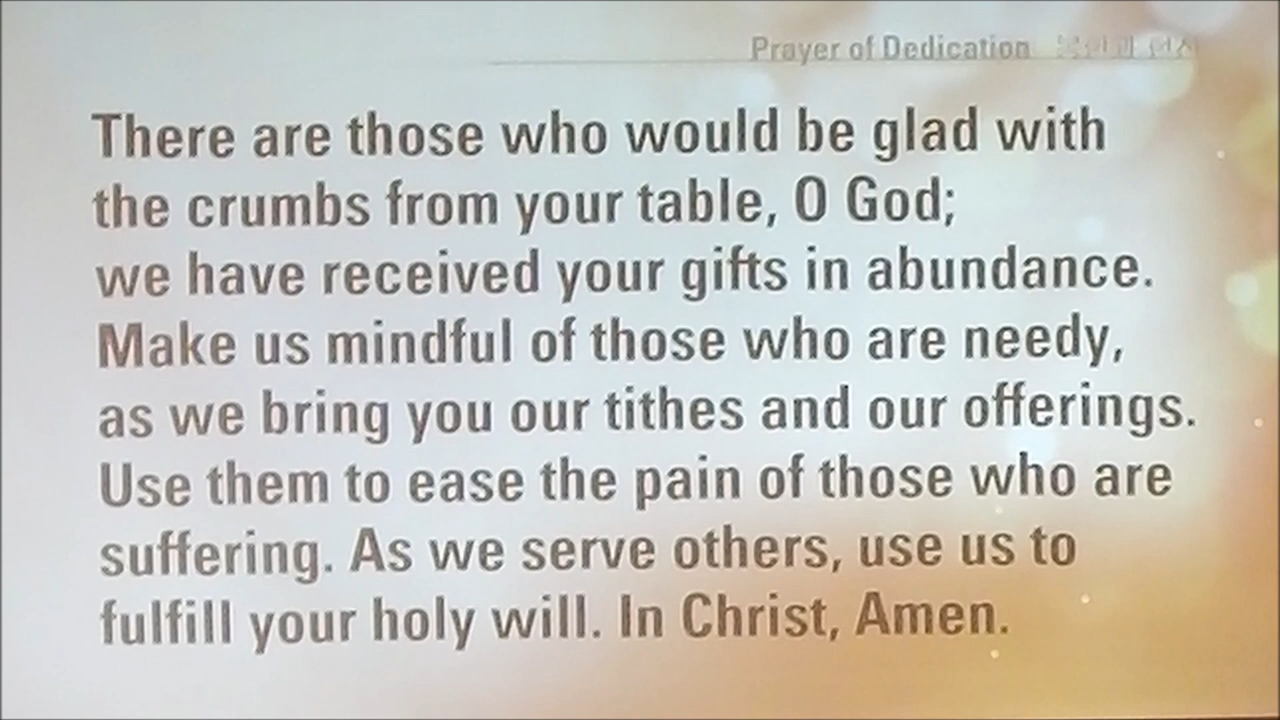 Prayer of Dedication
There are those who would be glad with
the crumbs from your table, O God;
we have received your gifts in abundance.
Make us mindful of those who are needy,
as we bring you our tithes and our offerings.
Use them to ease the pain of those who are
suffering. As we serve others, use us to
fulfill your holy will. In Christ, Amen.